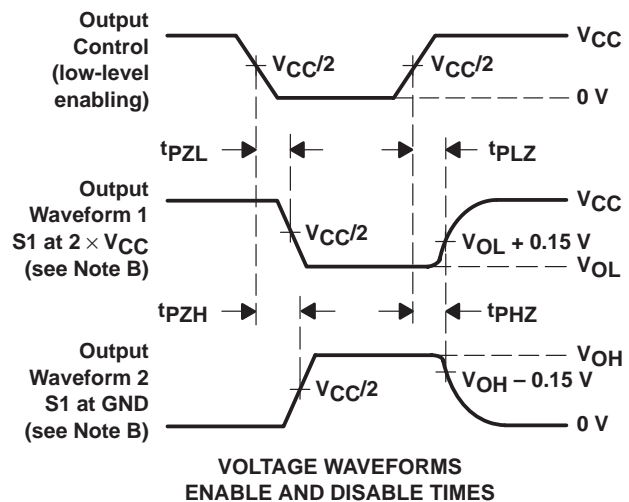 Output
Control
(low-level
enabling)
VCC
VCC/2
VCC/2
0 V
tPZL
tPLZ
Output
Waveform 1
S1 at 2 × VCC
(see Note B)
VCC
VCC/2
VOL + 0.15 V
VOL
tPZH
tPHZ
Output
Waveform 2
S1 at GND
(see Note B)
VOH
VCC/2
VOH – 0.15 V
0 V
VOLTAGE WAVEFORMS
ENABLE AND DISABLE TIMES